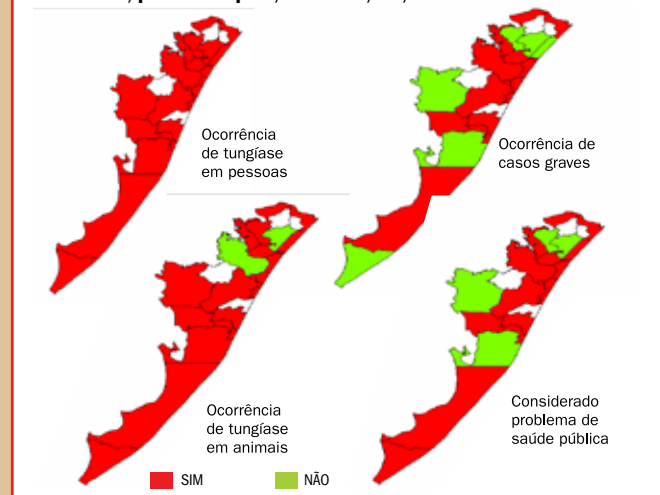 Ocorrência
de tungíase
em pessoas
Ocorrência de
casos graves
Ocorrência
de tungíase
em animais
Considerado
problema de
saúde pública
SIM
NÃO